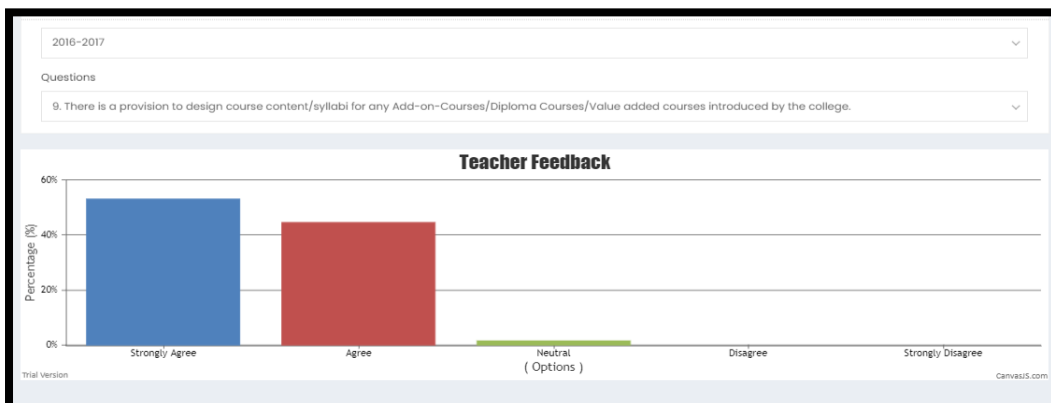 2016-2017
Questions
9. There is a provision to design course content/syllabi for any Add-on-Courses/Diploma Courses/Value added courses introduced by the college.
Teacher Feedback
60%
40%
20%
0%
Percentage (%)
Strongly Agree Agree Neutral Disagree Strongly Disagree
( Options )
Trial Version CanvasJS.com